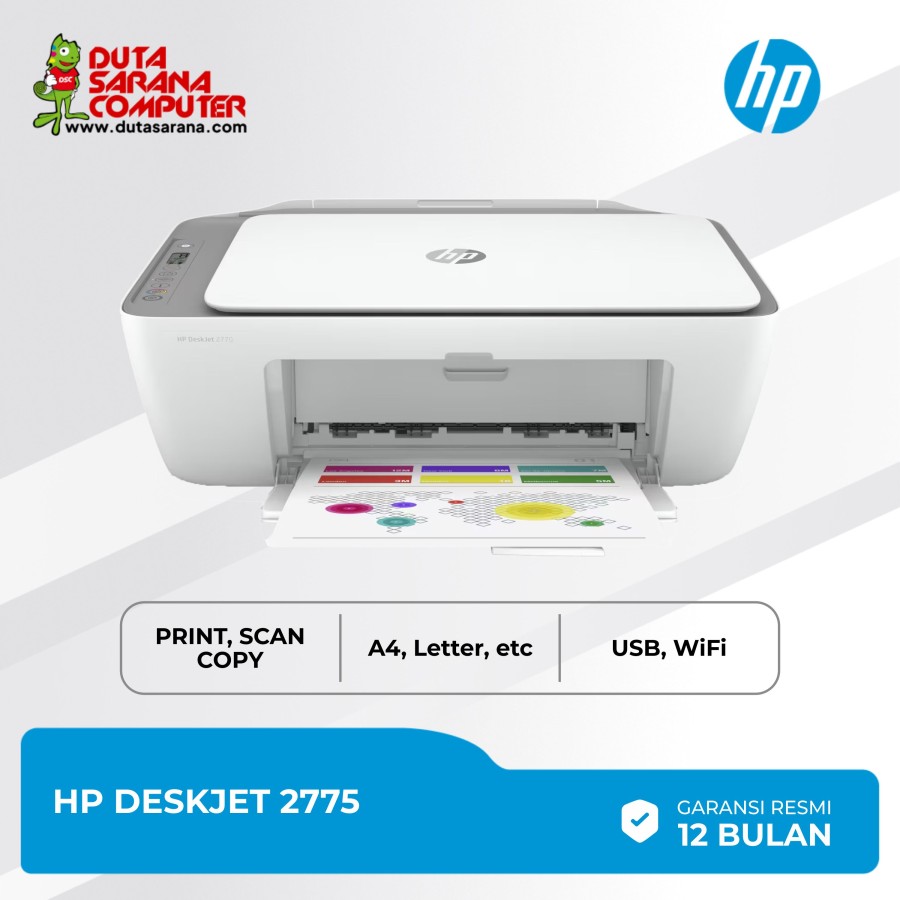 DUTA
SARANA
COMPUTER
www.dutasarana.com
DSC
hp
hp
HP DeskJet 2775
PRINT, SCAN
COPY
A4, Letter, etc
USB, WiFi
HP DESKJET 2775
GARANSI RESMI
12 BULAN